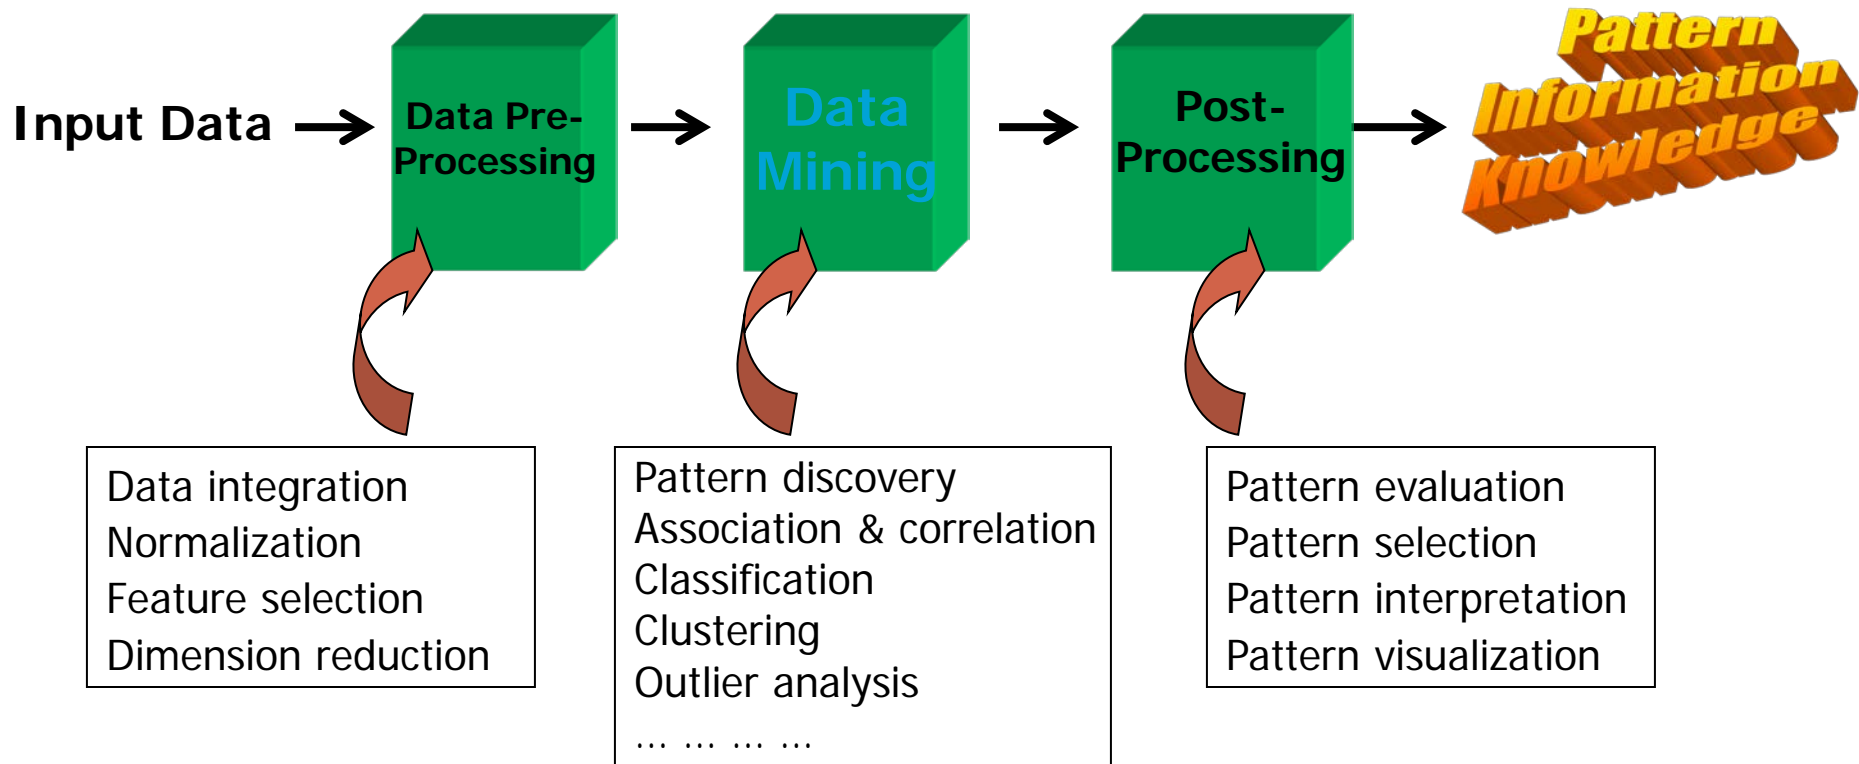 Input Data
Data Pre-
Processing
Data
Mining
Post-
Processing
Pattern
Information
Knowledge
Data integration
Normalization
Feature selection
Dimension reduction
Pattern discovery
Association & correlation
Classification
Clustering
Outlier analysis
… … … …
Pattern evaluation
Pattern selection
Pattern interpretation
Pattern visualization